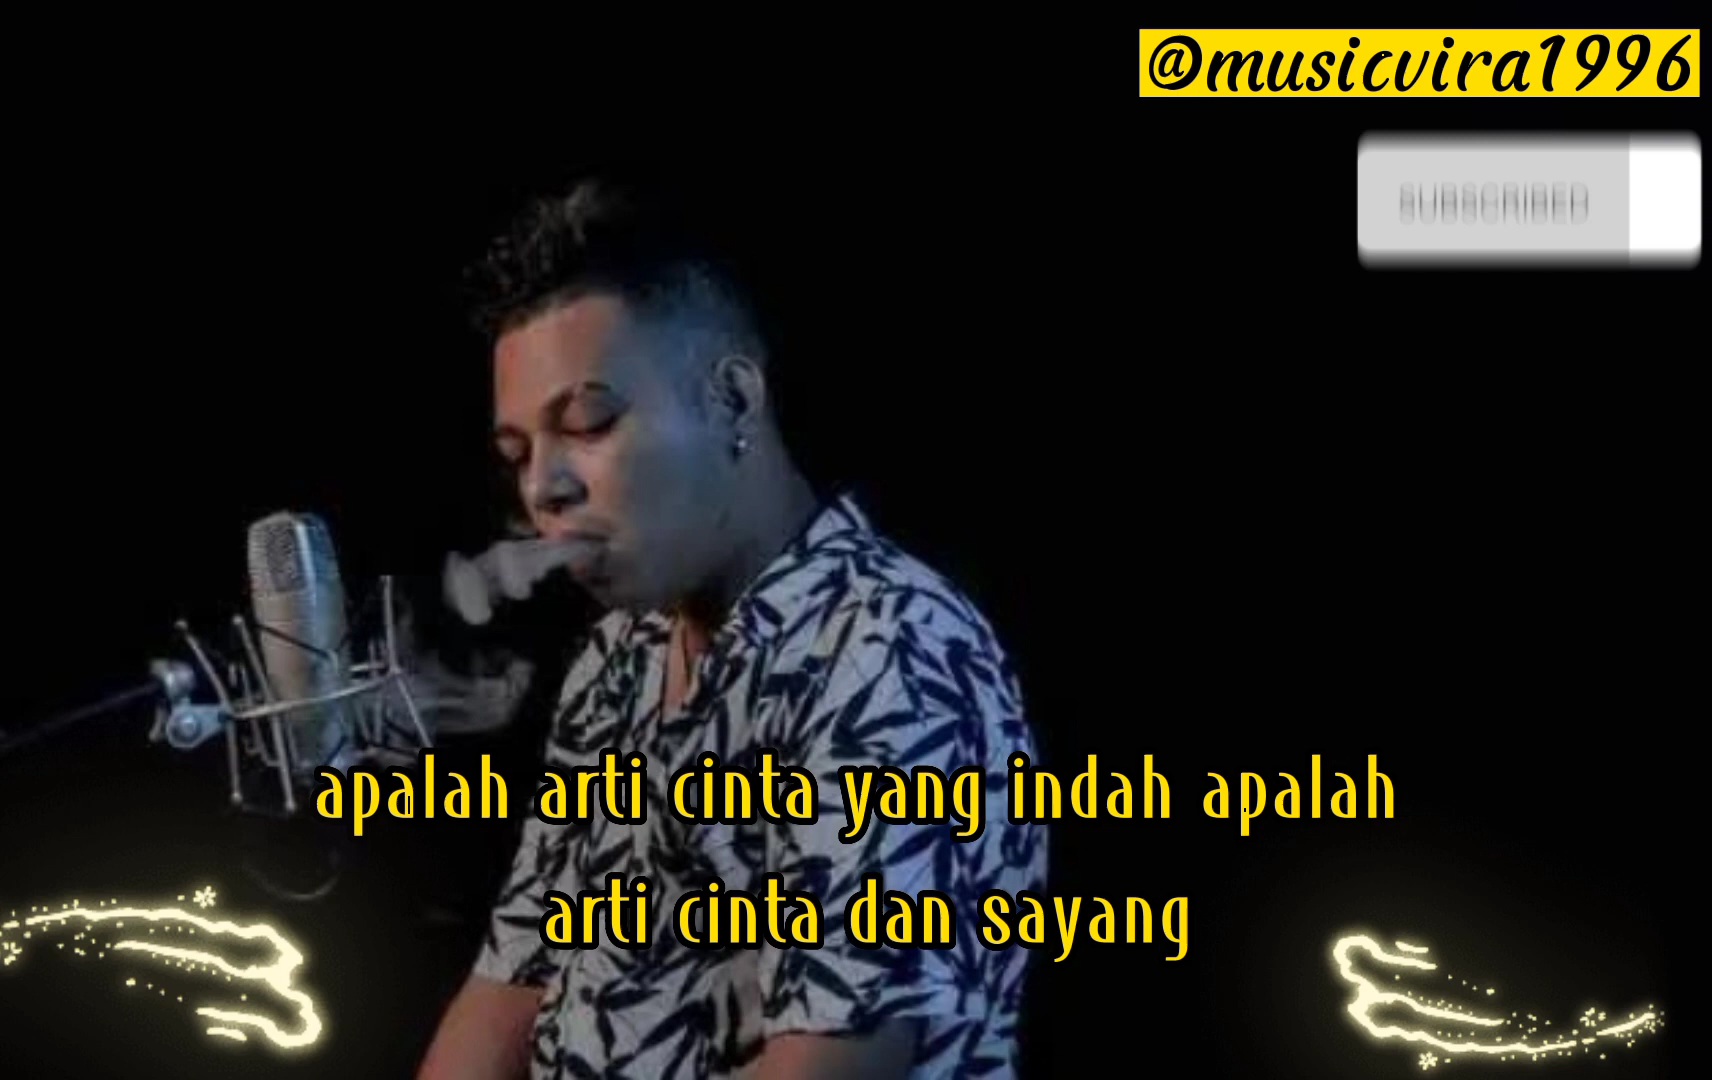 @musicvira1996
SUBSCRIBED
apalah arti cinta yang indah apalah
arti cinta dan sayang